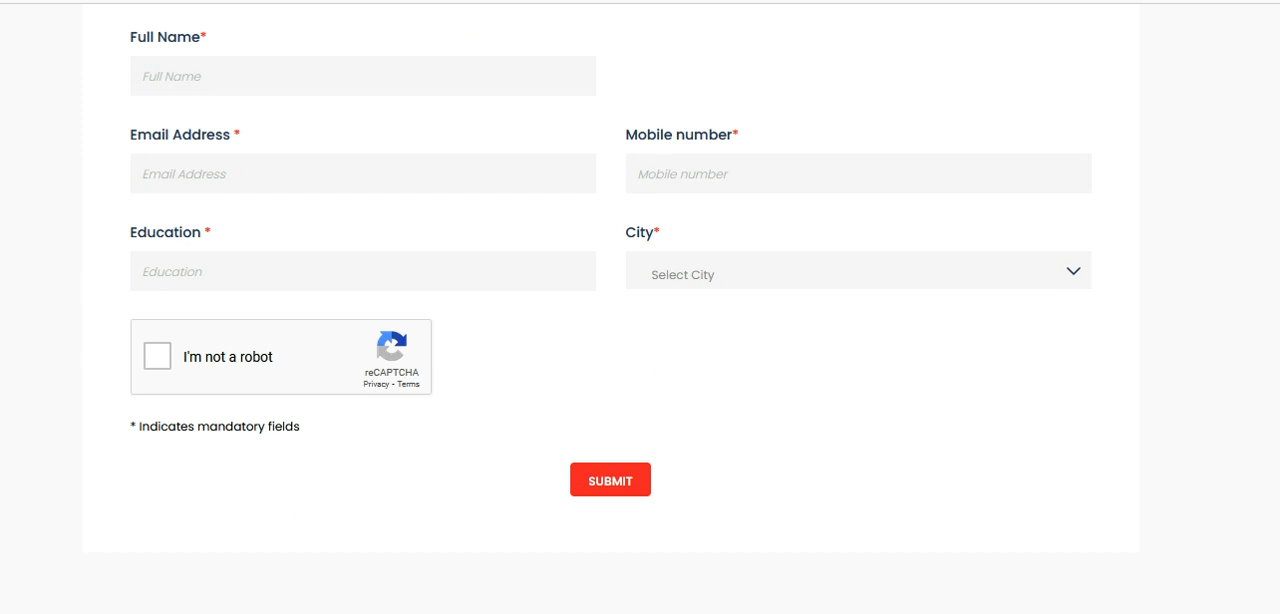 Full Name*
Full Name
Email Address *
Mobile number*
Email Address
Mobile number
Education *
City*
Education
Select City
I'm not a robot
reCAPTCHA
Privacy - Terms
* Indicates mandatory fields
SUBMIT